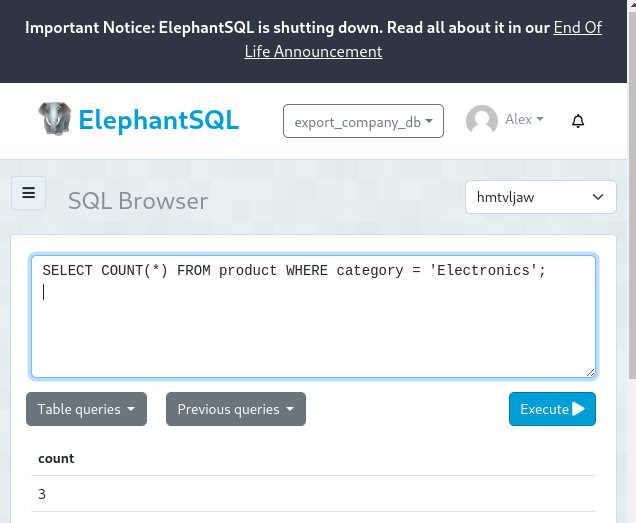 Important Notice: ElephantSQL is shutting down. Read all about it in our End Of
Life Announcement
ElephantSQL
export_company_db
Alex
SQL Browser
hmtvljaw
SELECT COUNT(*) FROM product WHERE category = 'Electronics';
Table queries
Previous queries
Execute
count
3